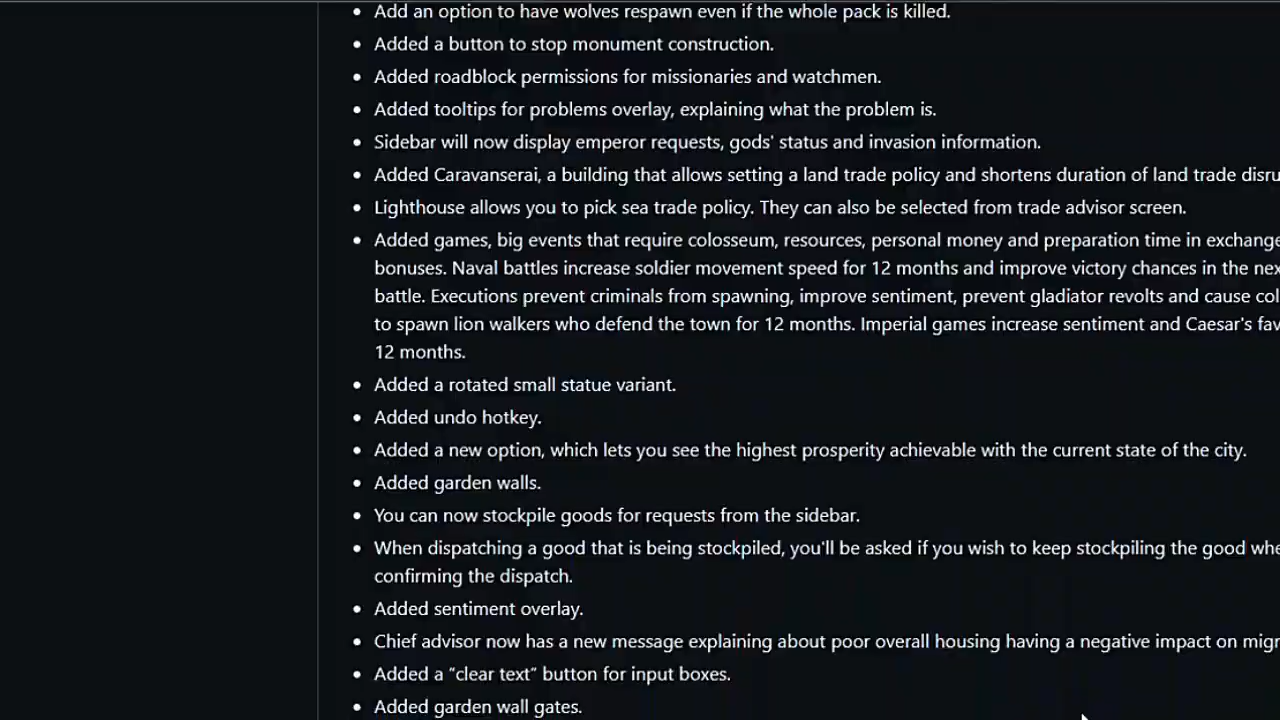 Add an option to have wolves respawn even if the whole pack is killed.
Added a button to stop monument construction.
Added roadblock permissions for missionaries and watchmen.
Added tooltips for problems overlay, explaining what the problem is.
Sidebar will now display emperor requests, gods' status and invasion information.
Added Caravanserai, a building that allows setting a land trade policy and shortens duration of land trade disru
Lighthouse allows you to pick sea trade policy. They can also be selected from trade advisor screen.
Added games, big events that require colosseum, resources, personal money and preparation time in exchange
bonuses. Naval battles increase soldier movement speed for 12 months and improve victory chances in the nex
battle. Executions prevent criminals from spawning, improve sentiment, prevent gladiator revolts and cause col
to spawn lion walkers who defend the town for 12 months. Imperial games increase sentiment and Caesar's fav
12 months.
Added a rotated small statue variant.
Added undo hotkey.
Added a new option, which lets you see the highest prosperity achievable with the current state of the city.
Added garden walls.
You can now stockpile goods for requests from the sidebar.
When dispatching a good that is being stockpiled, you'll be asked if you wish to keep stockpiling the good whe
confirming the dispatch.
Added sentiment overlay.
Chief advisor now has a new message explaining about poor overall housing having a negative impact on migr
Added a “clear text” button for input boxes.
Added garden wall gates.